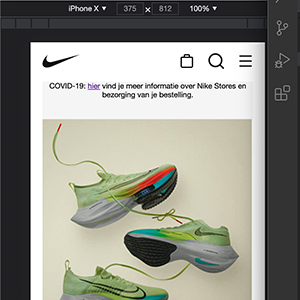 iPhone X ▼ 375 × 812 100% ▼
COVID-19: hier vind je meer informatie over Nike Stores en
bezorging van je bestelling.